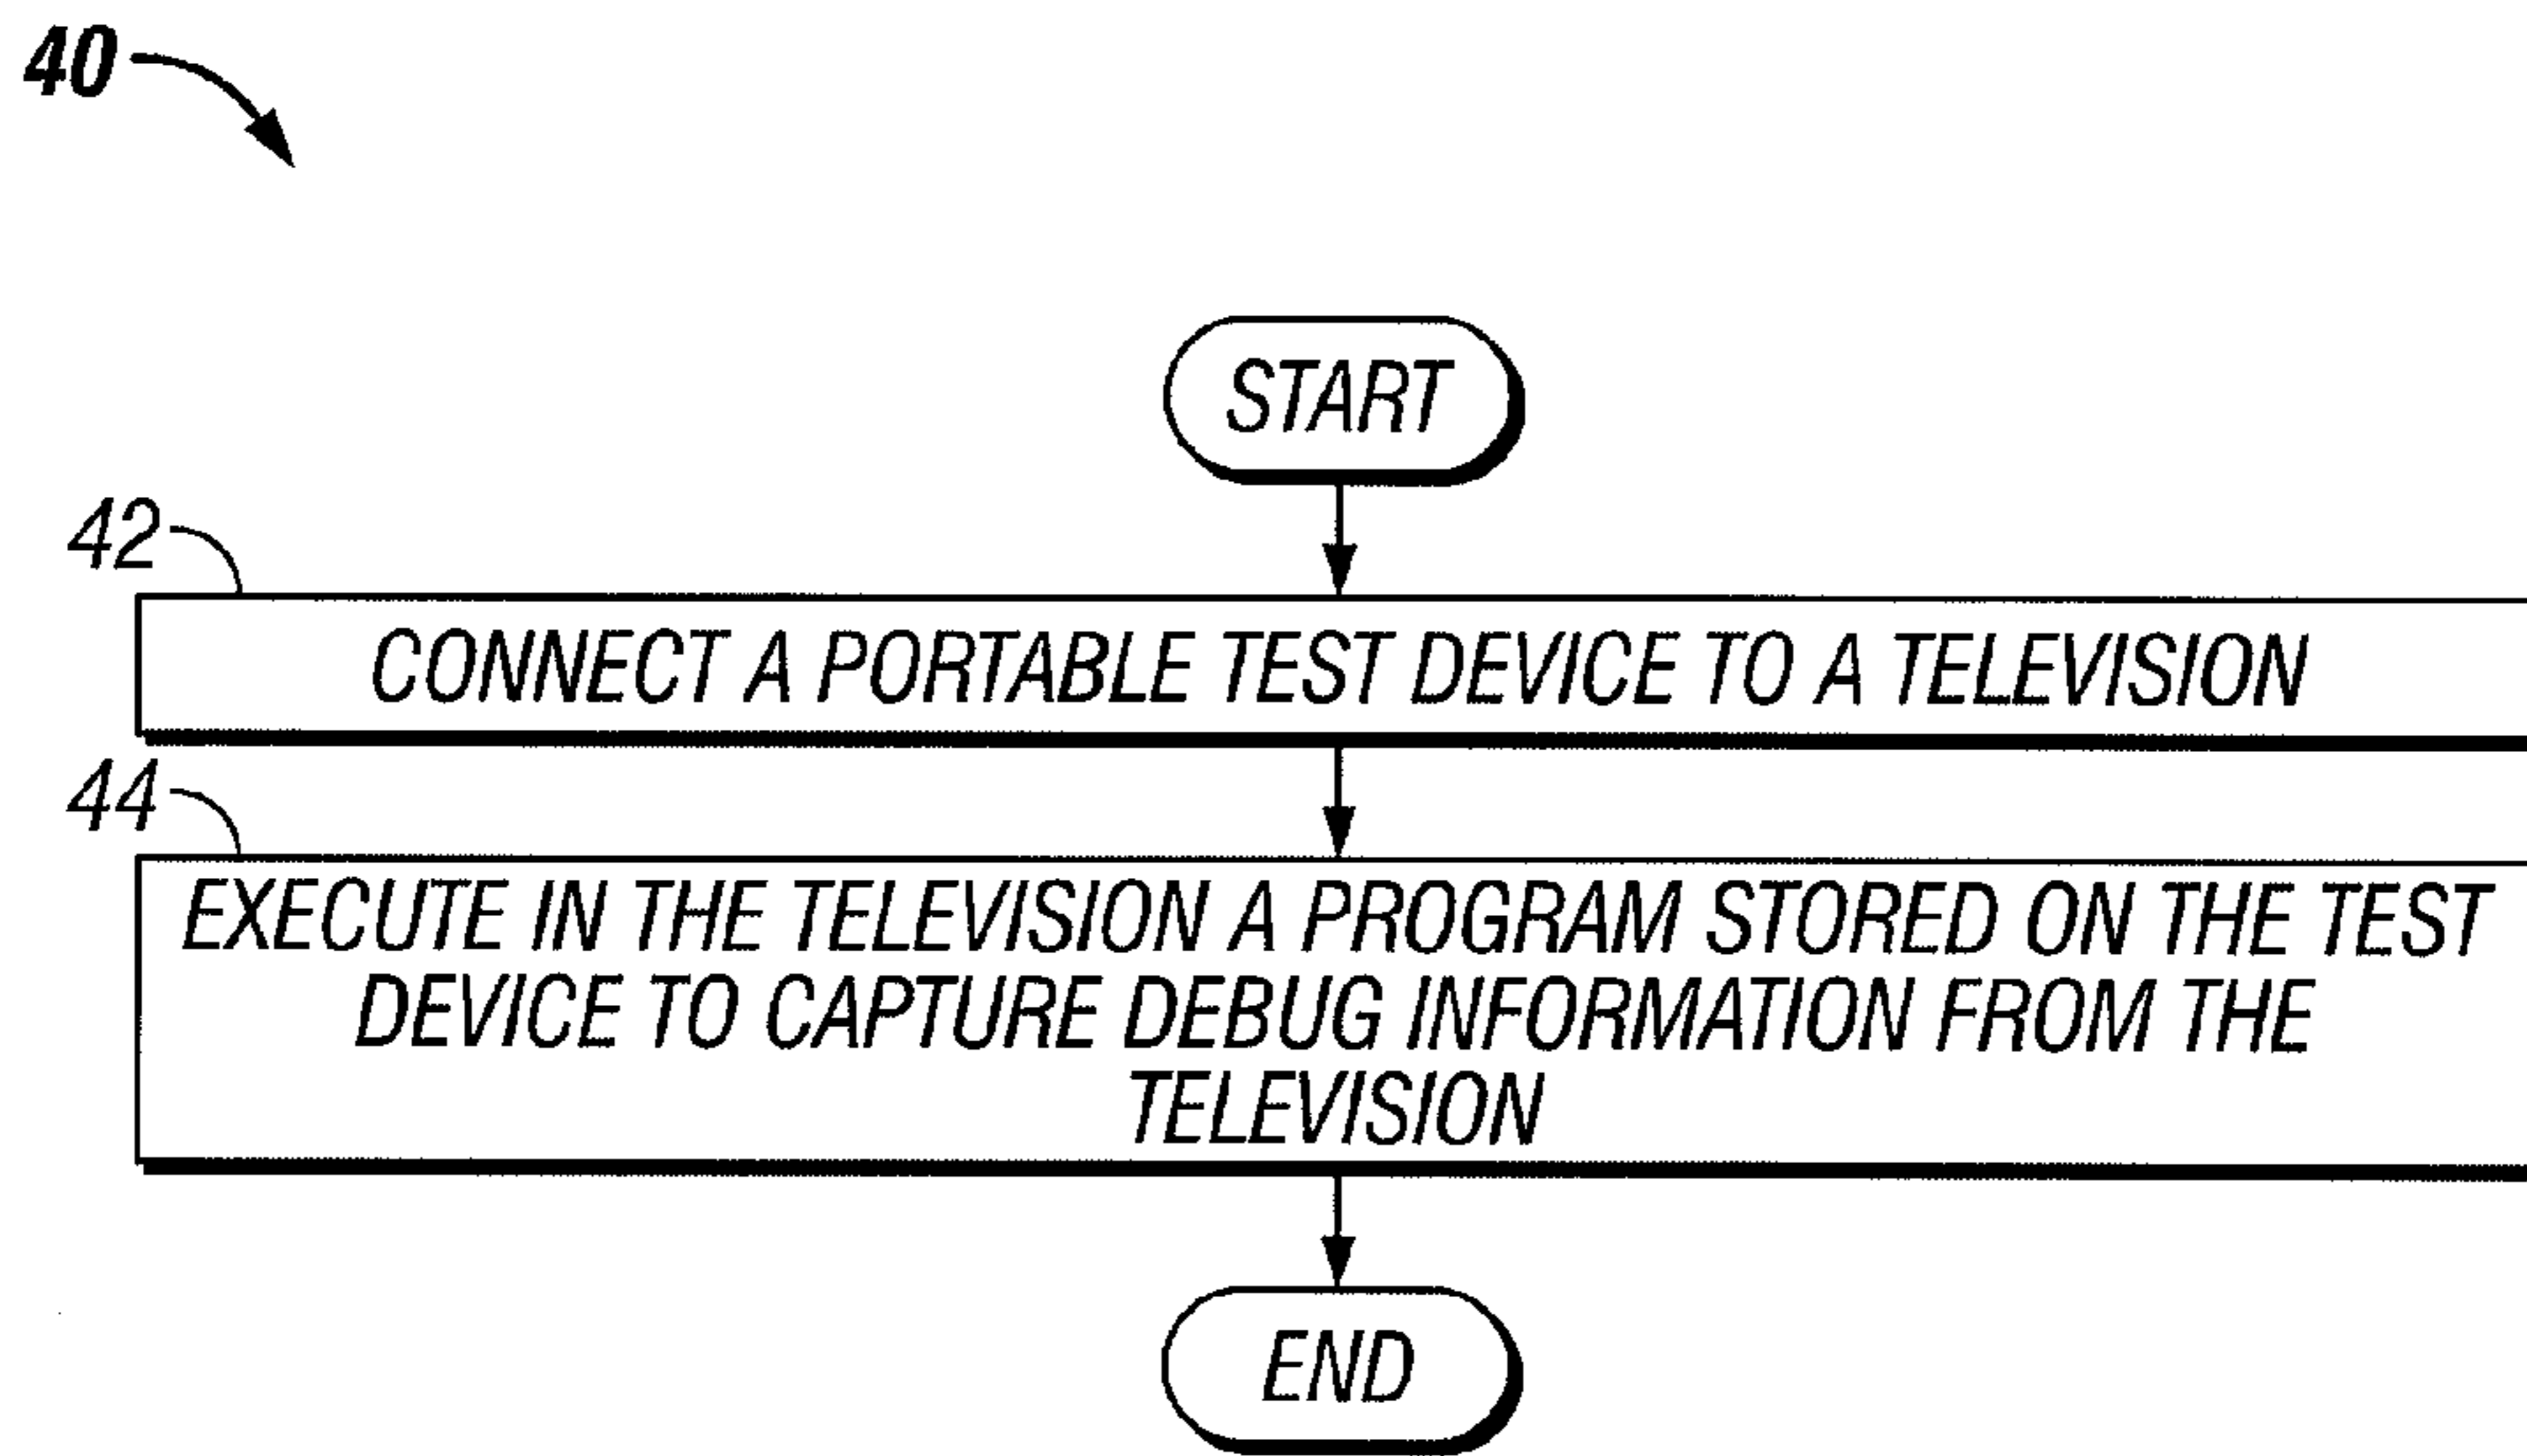 40
START
42
CONNECT A PORTABLE TEST DEVICE TO A TELEVISION
44
EXECUTE IN THE TELEVISION A PROGRAM STORED ON THE TEST
DEVICE TO CAPTURE DEBUG INFORMATION FROM THE
TELEVISION
END